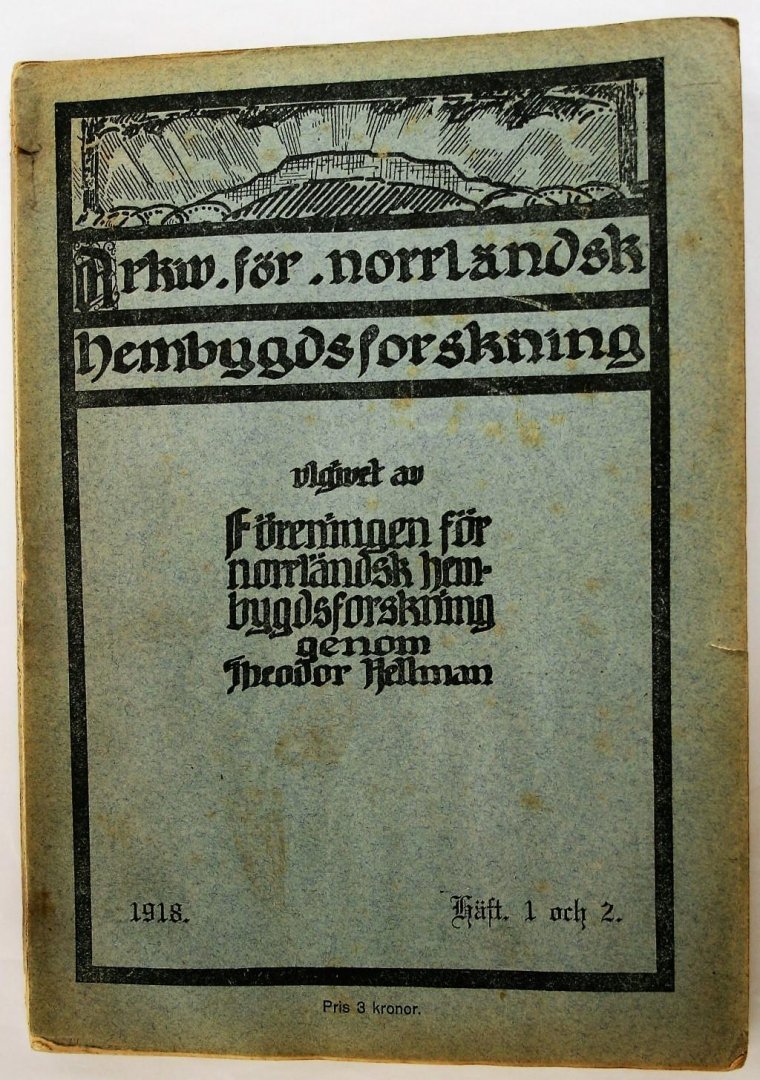 Arkiv . för . norrländsk
hembygdsforskning
utgivet av
Föreningen för
norrländsk hem-
bygdsforskning
genom
Theodor Hellman
1918. Häft. 1 och 2.
Pris 3 kronor.